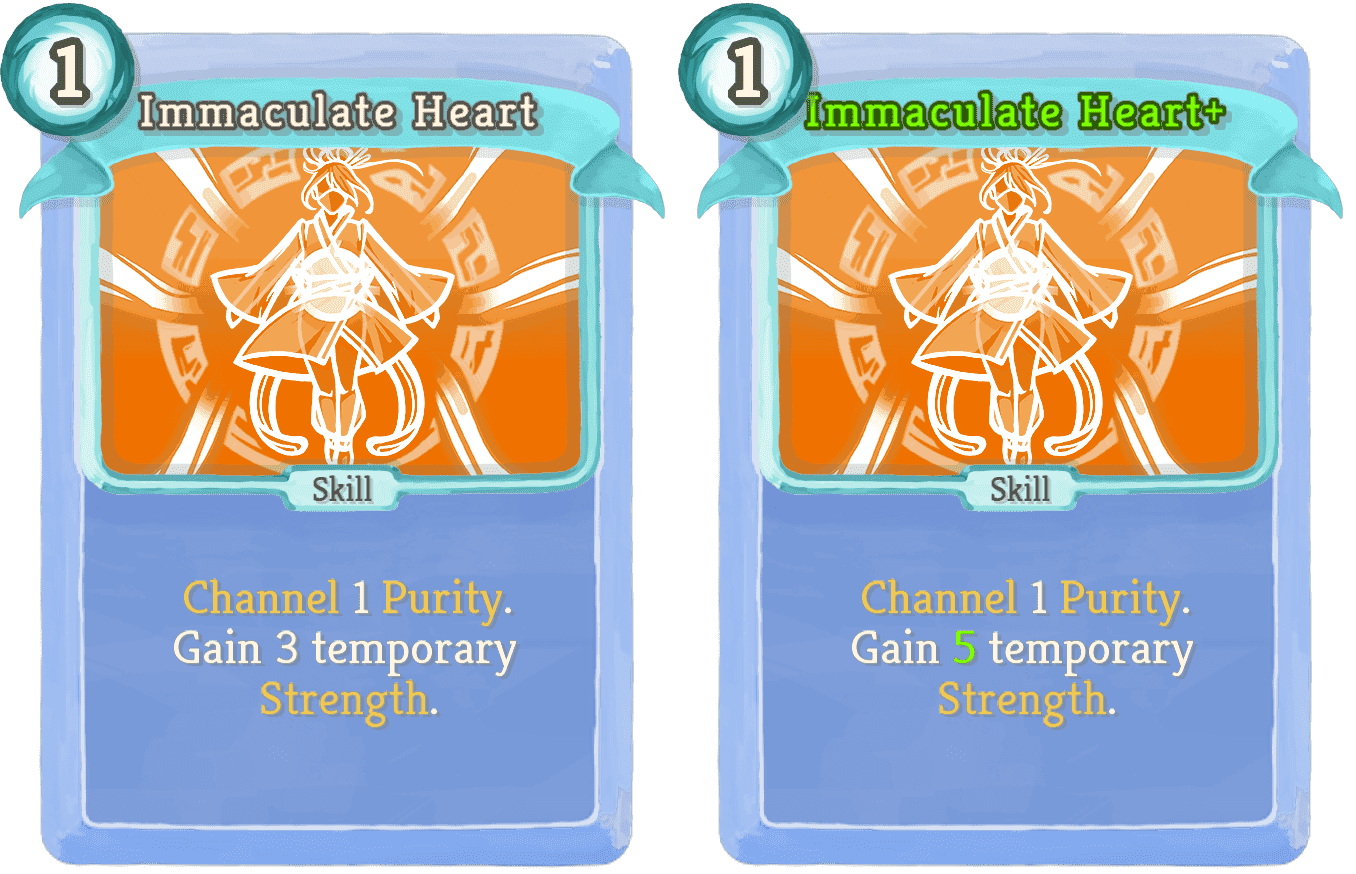 1
Immaculate Heart
Skill
Channel 1 Purity.
Gain 3 temporary
Strength.
1
Immaculate Heart+
Skill
Channel 1 Purity.
Gain 5 temporary
Strength.